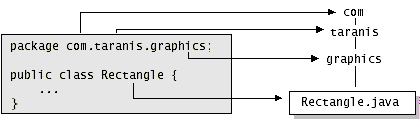 com
taranis
package com.taranis.graphics;
graphics
public class Rectangle {
...
}
Rectangle.java